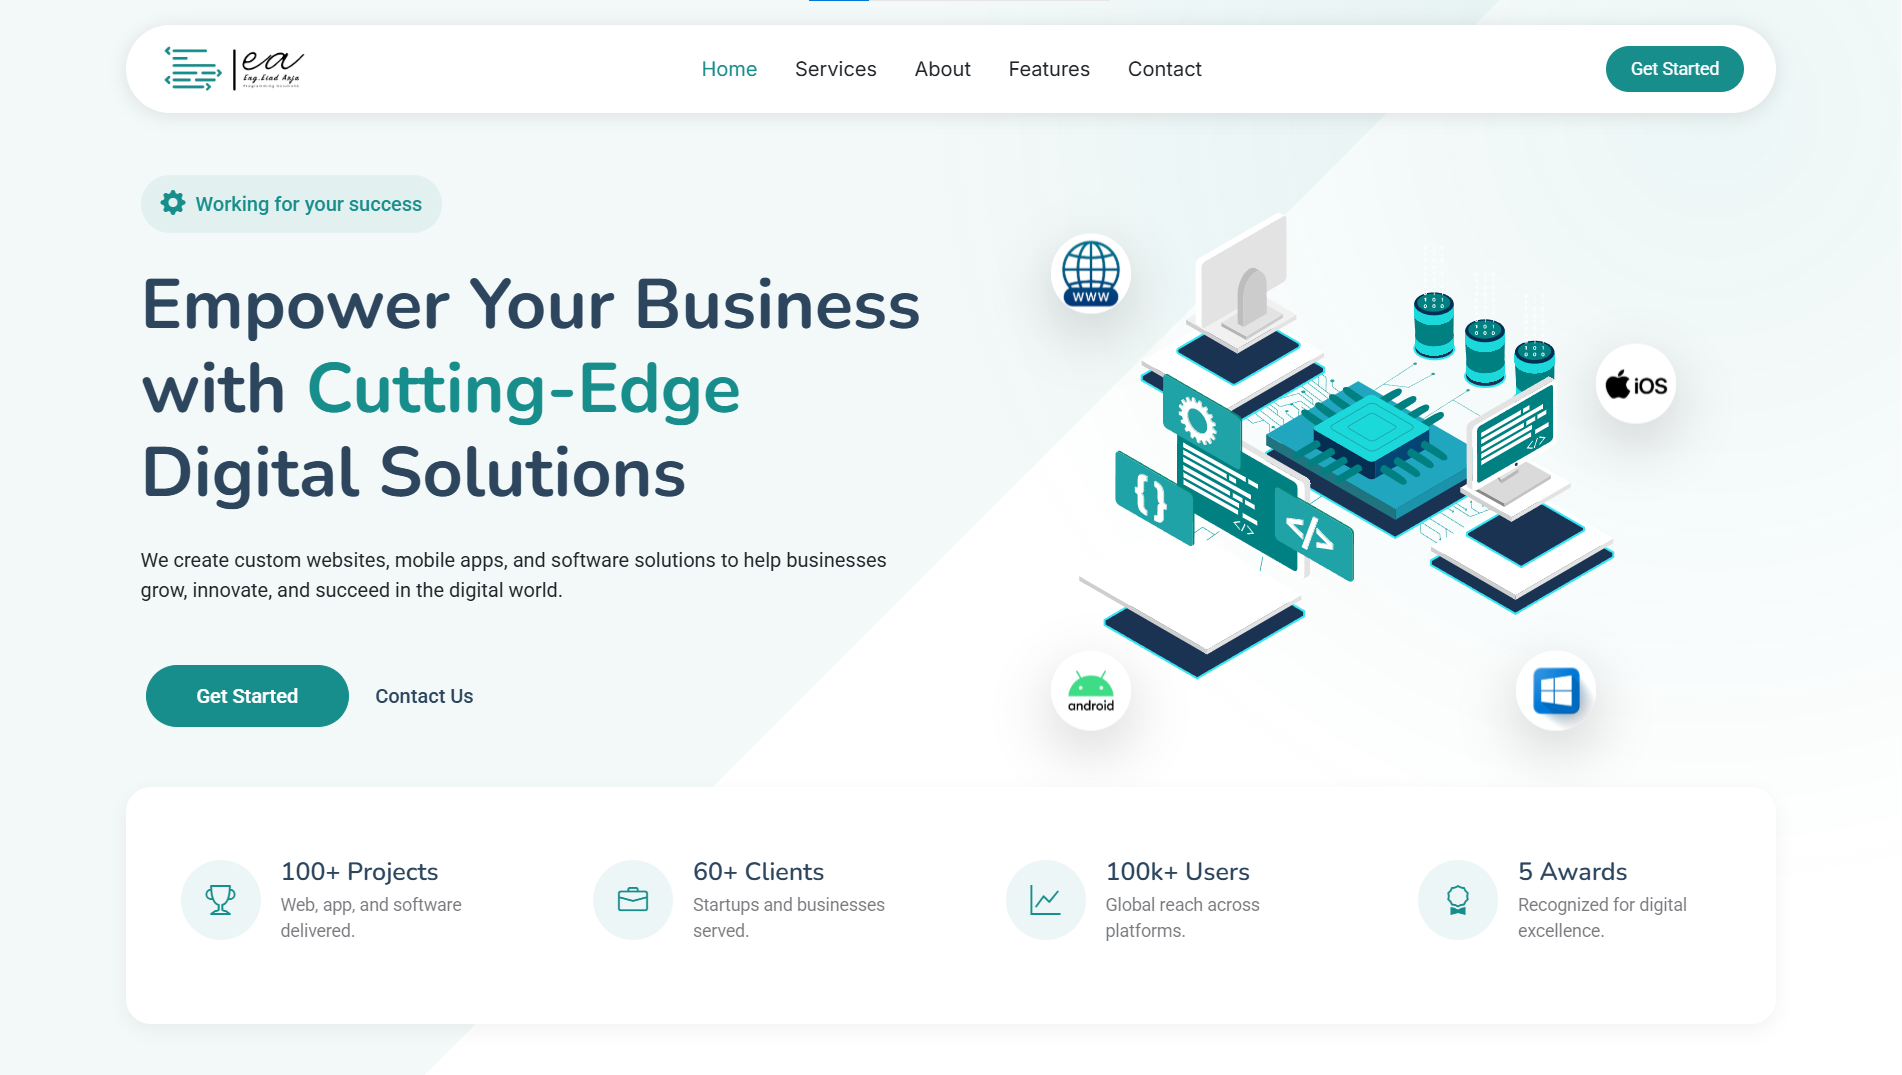 ea
Eng.Eiad Anja
Programming Solutions
Home
Services
About
Features
Contact
Get Started
Working for your success
Empower Your Business
with Cutting-Edge
Digital Solutions
We create custom websites, mobile apps, and software solutions to help businesses
grow, innovate, and succeed in the digital world.
Get Started
Contact Us
WWW
iOS
{}
</>
</>
</>
android
100+ Projects
Web, app, and software
delivered.
60+ Clients
Startups and businesses
served.
100k+ Users
Global reach across
platforms.
5 Awards
Recognized for digital
excellence.